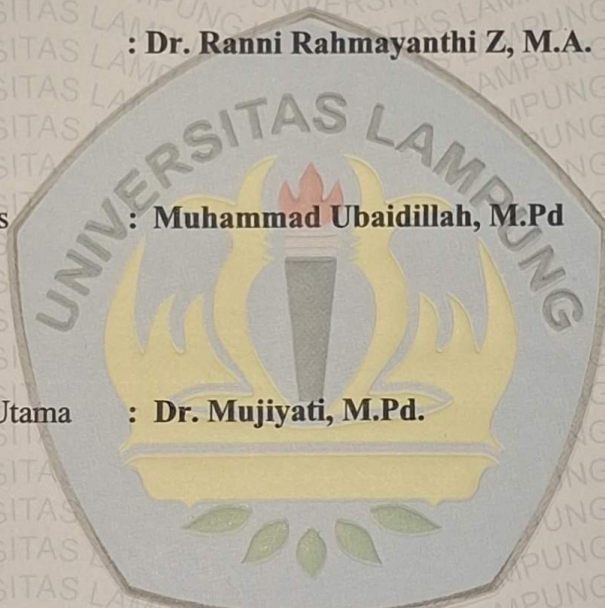 : Dr. Ranni Rahmayanthi Z, M.A.
UNIVERSITAS LAMPUNG
s : Muhammad Ubaidillah, M.Pd
Utama : Dr. Mujiyati, M.Pd.